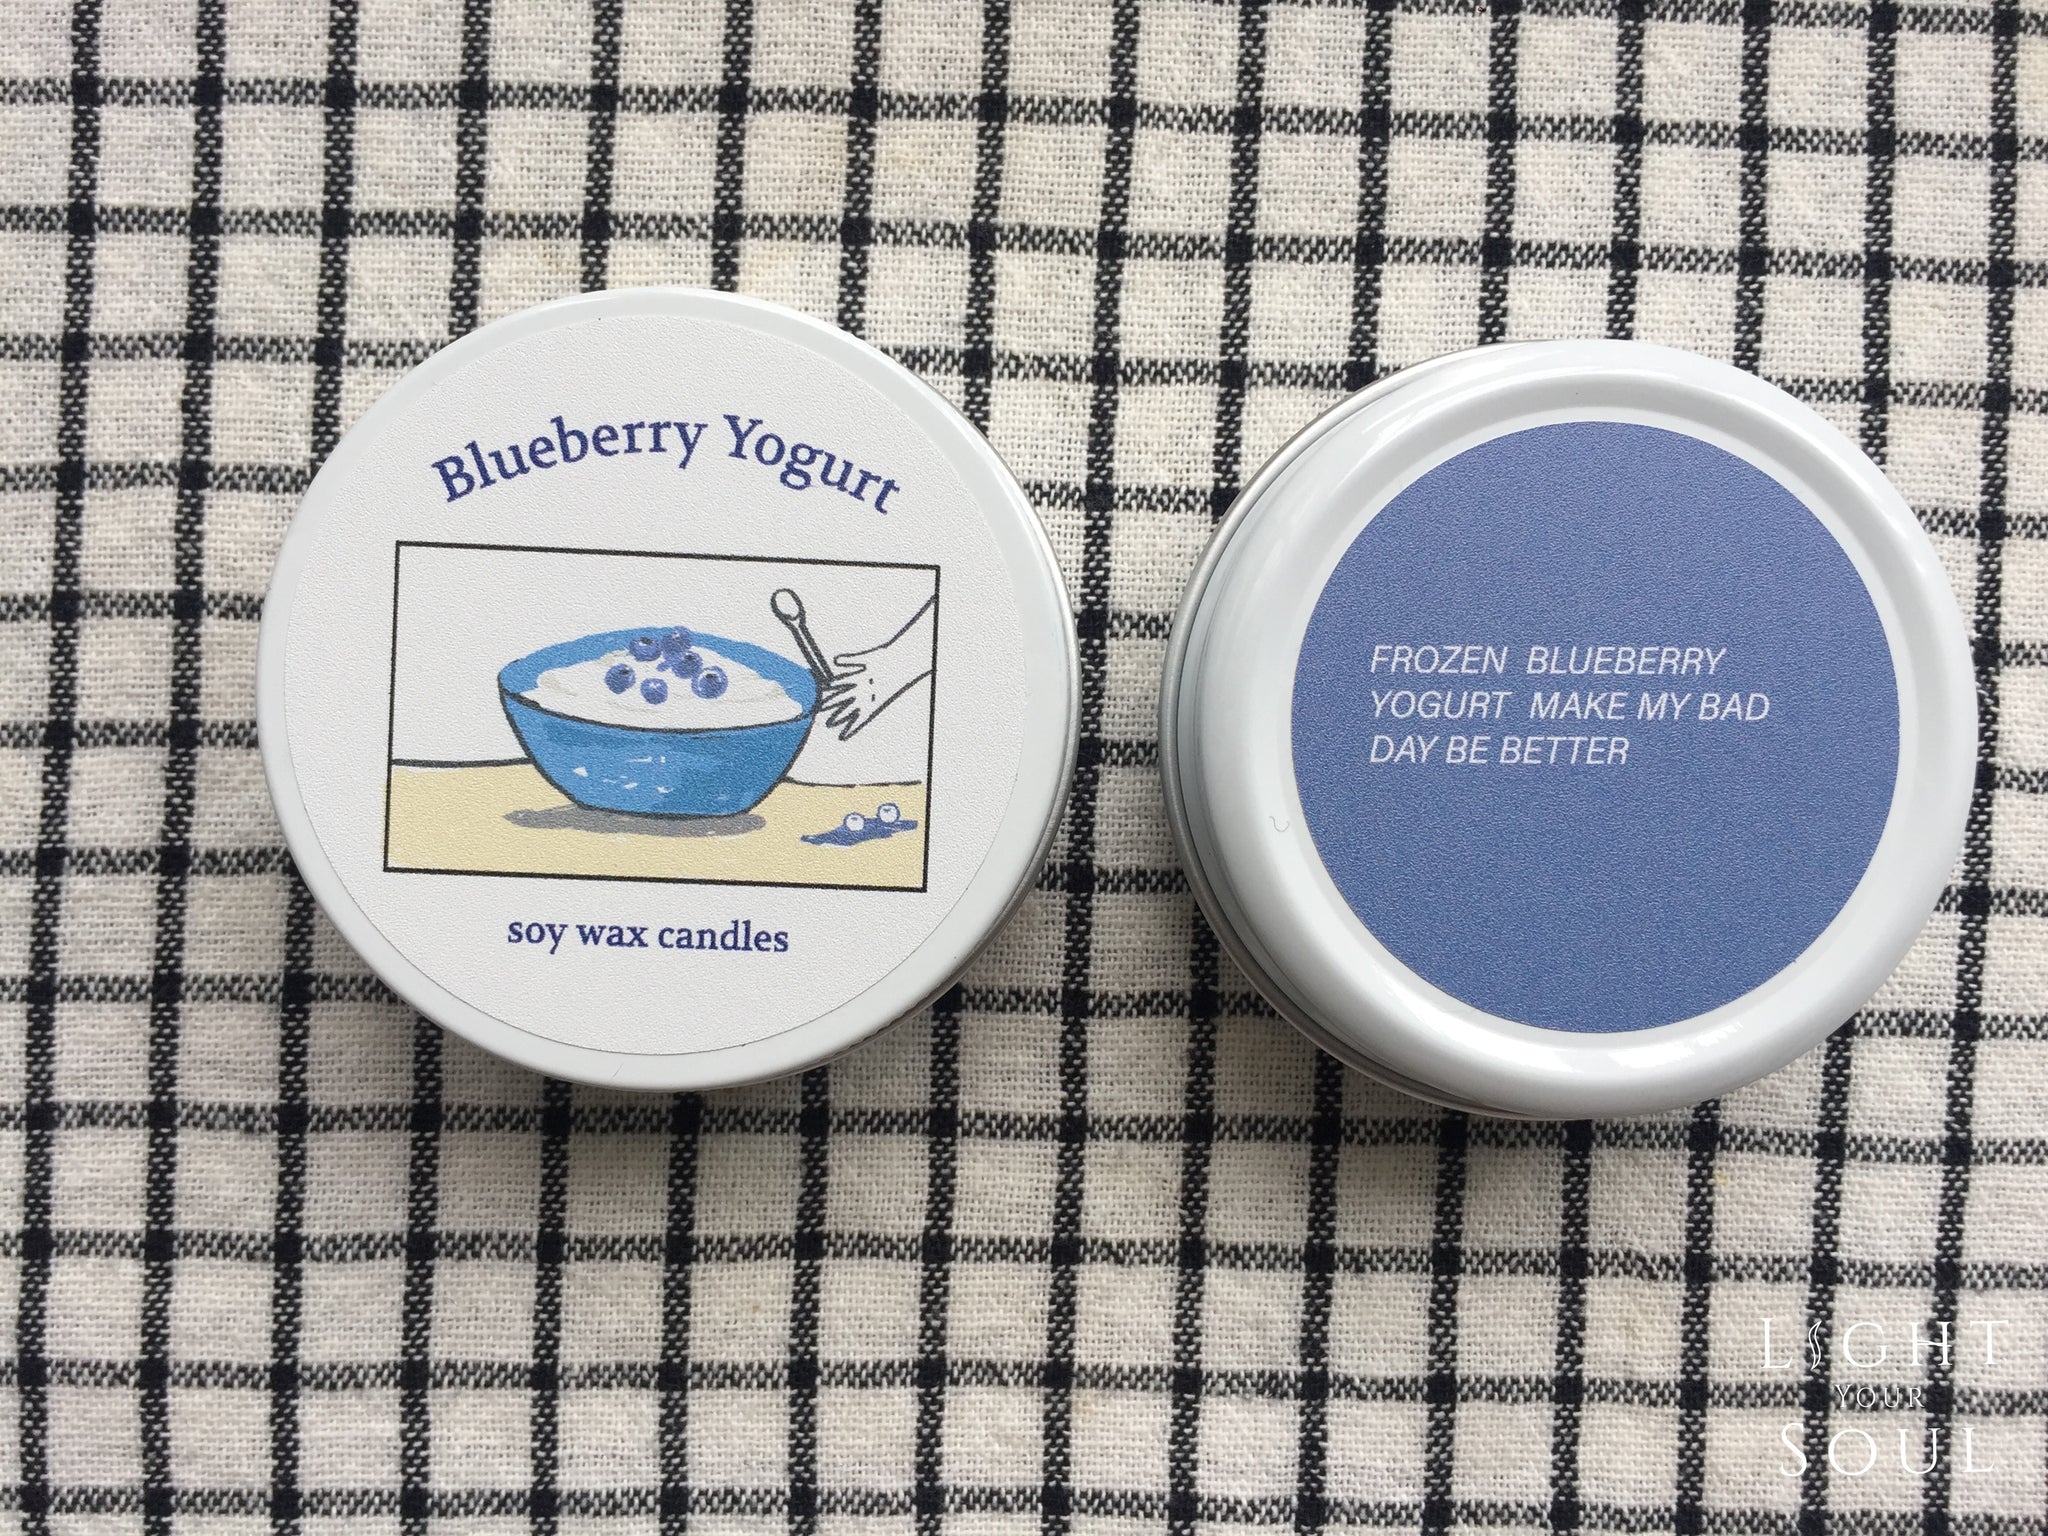 Blueberry Yogurt
soy wax candles
FROZEN BLUEBERRY
YOGURT MAKE MY BAD
DAY BE BETTER
LIGHT
YOUR
SOUL